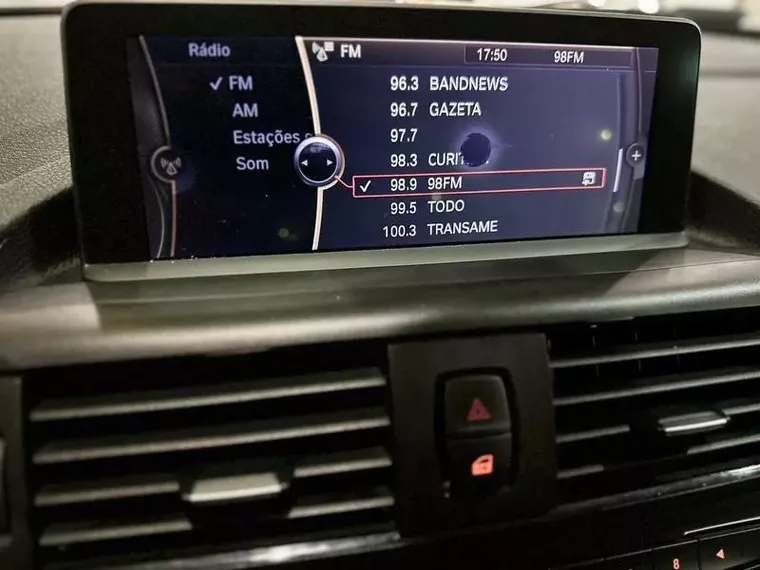 Rádio
FM 17:50 98FM
FM
AM
Estações
Som
96.3 BANDNEWS
96.7 GAZETA
97.7
98.3
98.9 98FM
99.5 TODO
100.3 TRANSAME
8